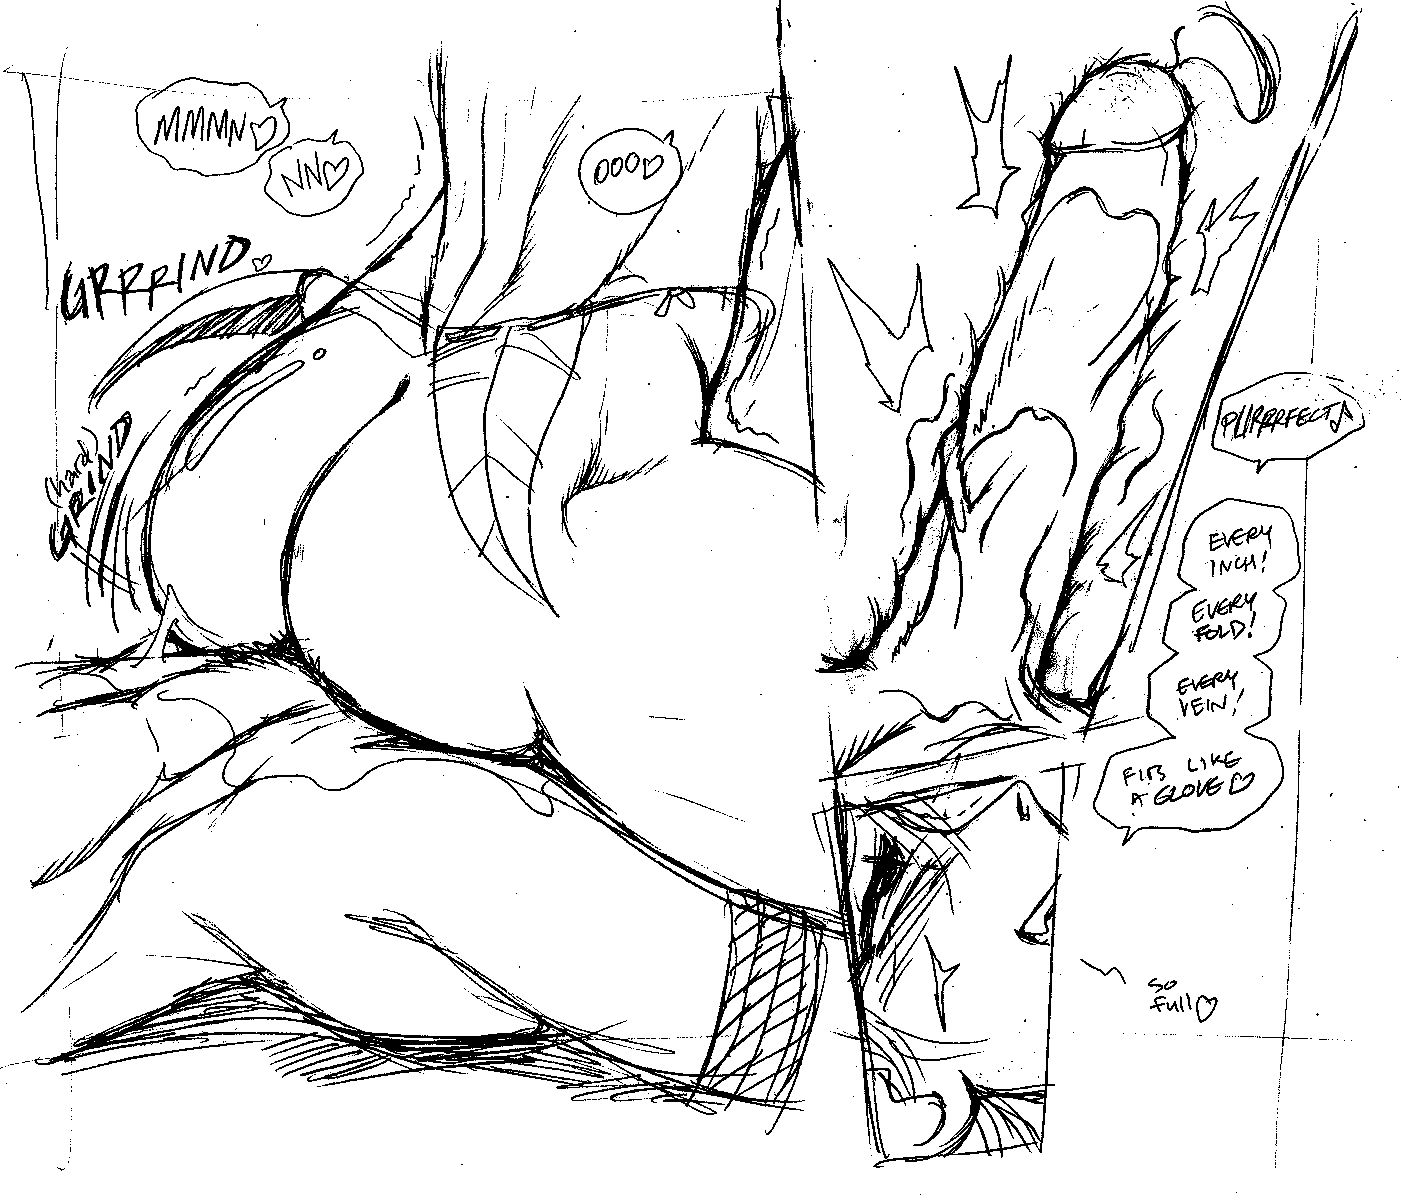 MMMN♡
NN♡
OOO♡
GRRRIND♡
(hard)
GRIND
PURRRFECT♫
EVERY
INCH!
EVERY
FOLD!
EVERY
VEIN!
FITS LIKE
A GLOVE♡
so
full♡